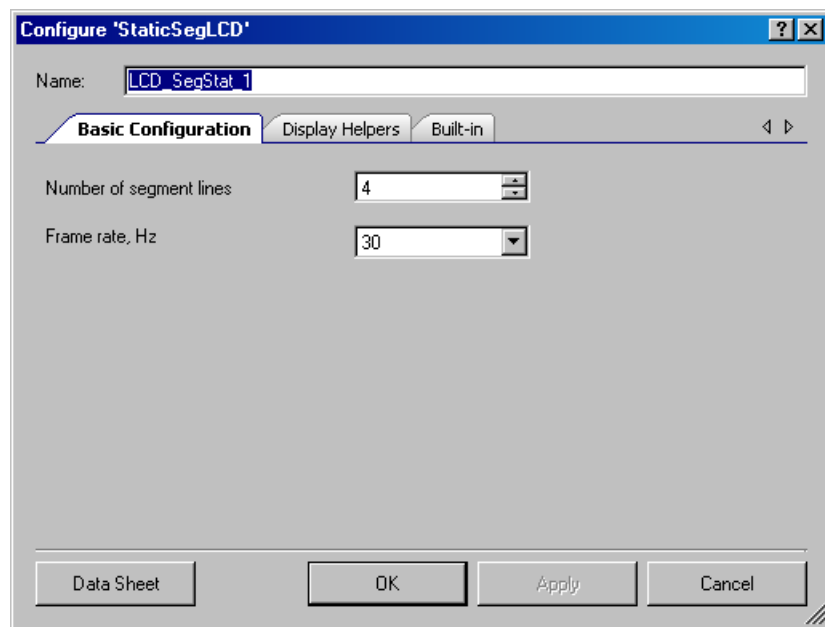 Configure 'StaticSegLCD'
Name: LCD_SegStat_1
Basic Configuration Display Helpers Built-in
Number of segment lines 4
Frame rate, Hz 30
Data Sheet OK Apply Cancel